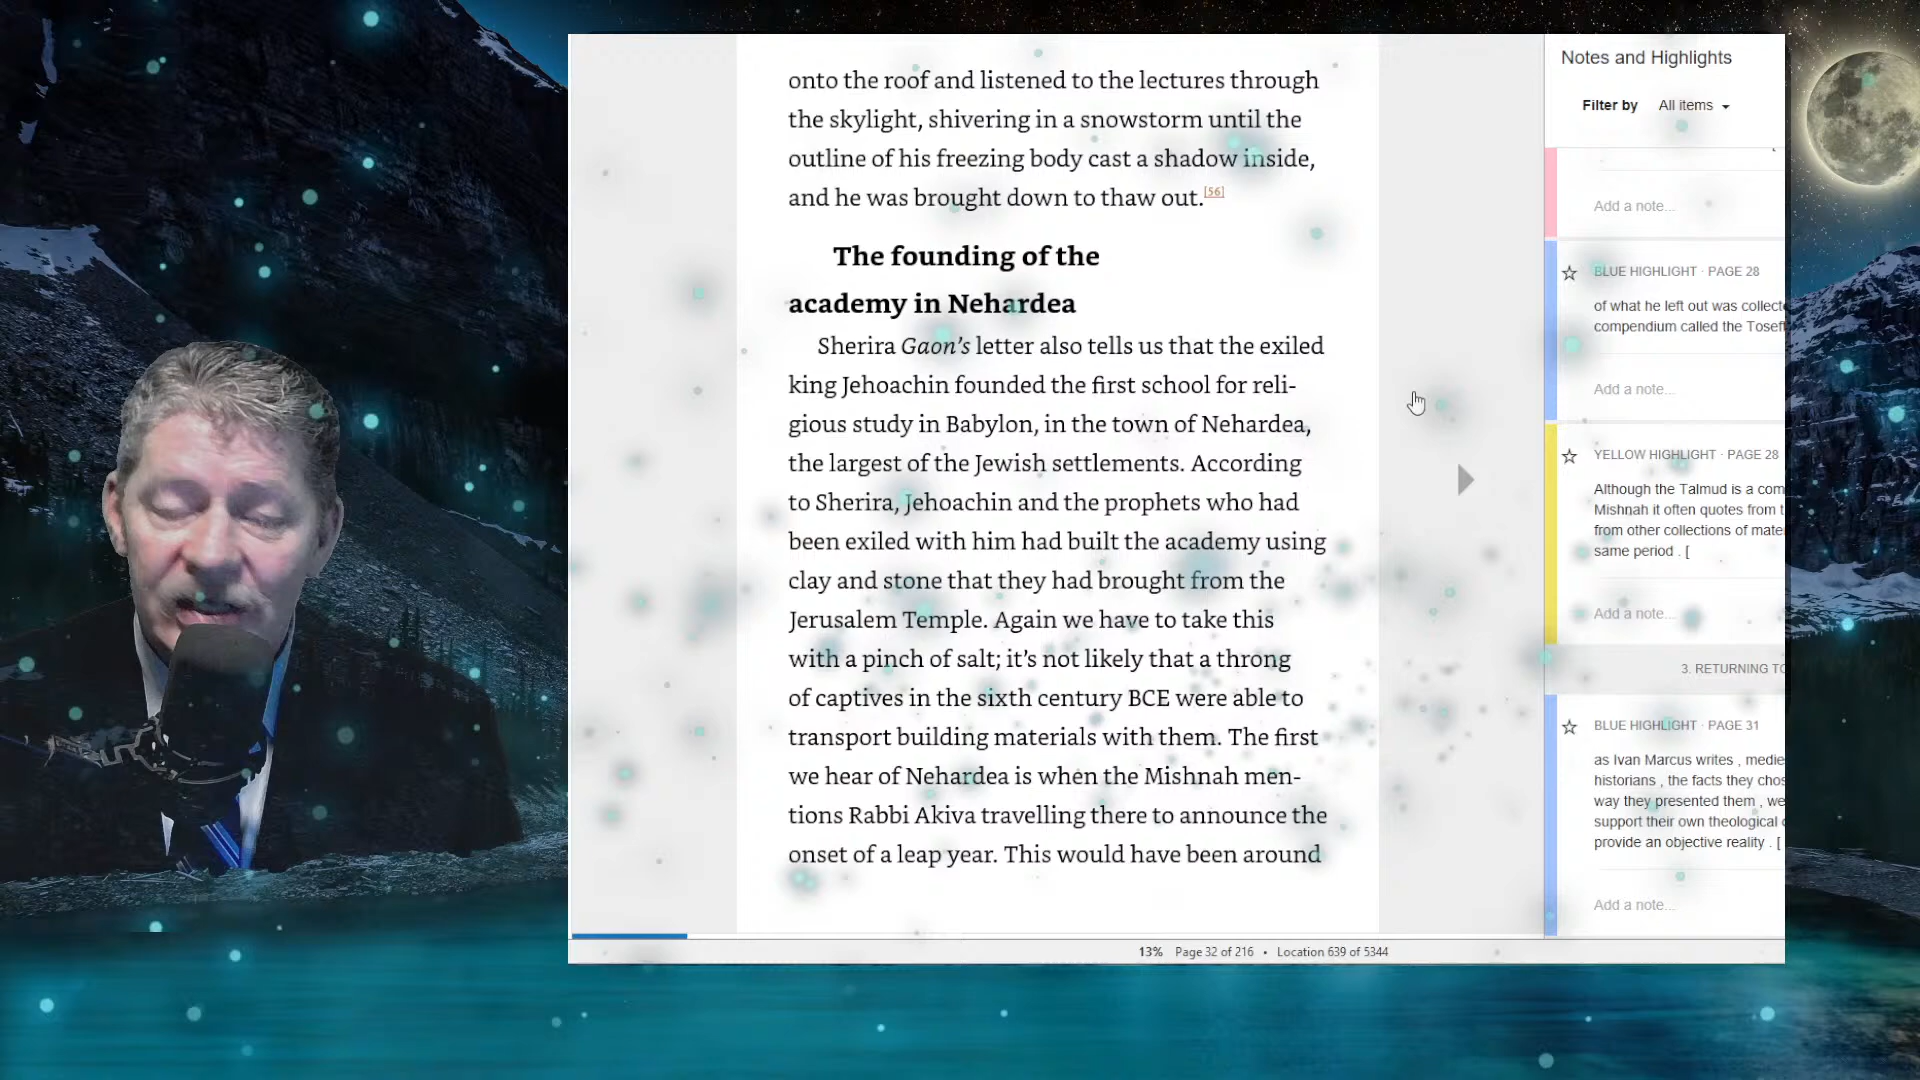 onto the roof and listened to the lectures through
the skylight, shivering in a snowstorm until the
outline of his freezing body cast a shadow inside,
and he was brought down to thaw out.[56]
The founding of the
academy in Nehardea
Sherira Gaon's letter also tells us that the exiled
king Jehoachin founded the first school for reli-
gious study in Babylon, in the town of Nehardea,
the largest of the Jewish settlements. According
to Sherira, Jehoachin and the prophets who had
been exiled with him had built the academy using
clay and stone that they had brought from the
Jerusalem Temple. Again we have to take this
with a pinch of salt; it's not likely that a throng
of captives in the sixth century BCE were able to
transport building materials with them. The first
we hear of Nehardea is when the Mishnah men-
tions Rabbi Akiva travelling there to announce the
onset of a leap year. This would have been around
13% Page 32 of 216 • Location 639 of 5344
Notes and Highlights
Filter by All items
Add a note...
BLUE HIGHLIGHT · PAGE 28
of what he left out was collecte
compendium called the Tosef
Add a note...
YELLOW HIGHLIGHT · PAGE 28
Although the Talmud is a com
Mishnah it often quotes from t
from other collections of mate
same period . [
Add a note...
3. RETURNING TO
BLUE HIGHLIGHT · PAGE 31
as Ivan Marcus writes , medie
historians , the facts they chos
way they presented them , we
support their own theological
provide an objective reality . [
Add a note...